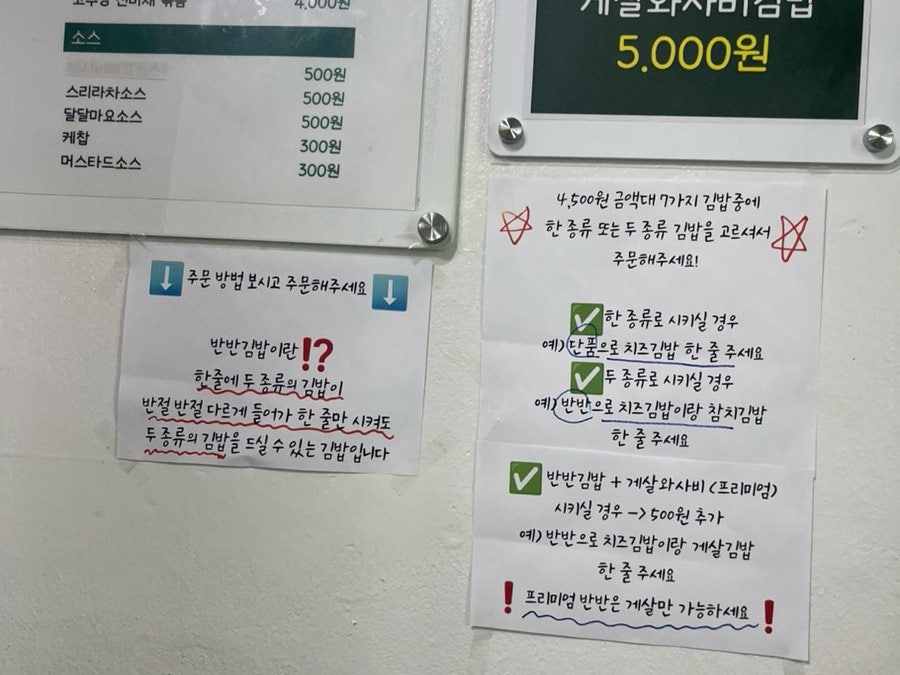 고추장 진미채 볶음 4,000원
소스
500원
스리라차소스 500원
달달마요소스 500원
케찹 300원
머스타드소스 300원
주문 방법 보시고 주문해주세요
반반김밥이란⁉
한줄에 두 종류의 김밥이
반절 반절 다르게 들어가 한 줄만 시켜도
두 종류의 김밥을 드실 수 있는 김밥입니다
게살와사비김밥
5.000원
4,500원 금액대 7가지 김밥중에
한 종류 또는 두 종류 김밥을 고르셔서
주문해주세요!
✅한 종류로 시키실 경우
예)단품으로 치즈김밥 한 줄 주세요
✅두 종류로 시키실 경우
예)반반으로 치즈김밥이랑 참치김밥
한 줄 주세요
✅반반김밥 + 게살와사비 (프리미엄)
시키실 경우 -> 500원 추가
예) 반반으로 치즈김밥이랑 게살김밥
한 줄 주세요
❗프리미엄 반반은 게살만 가능하세요❗